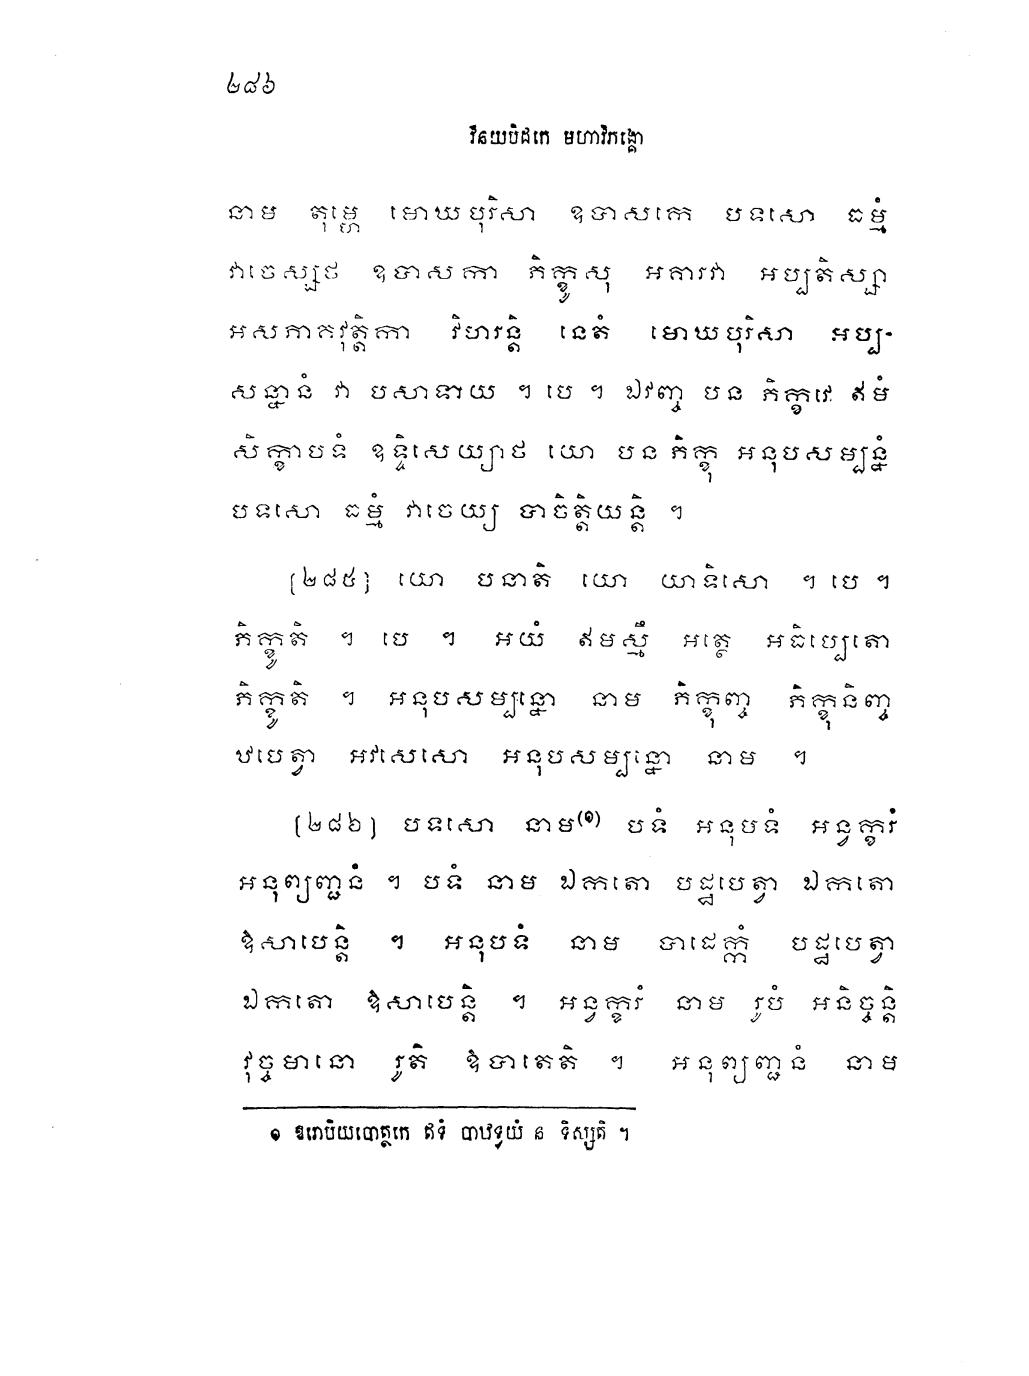 ២៨៦
វិនយបិដកេ មហាវិភង្គោ
នាម តុម្ហេ មោឃបុរិសា ឧបាសកេ បទសោ ធម្មំ
វាចេស្សថ ឧបាសកា ភិក្ខូសុ អគារវា អប្បតិស្សា
អសភាគវុត្តិកា វិហរន្តិ នេតំ មោឃបុរិសា អប្ប-
សន្នានំ វា បសាទាយ ។ បេ ។ ឯវញ្ច បន ភិក្ខវេ ឥមំ
សិក្ខាបទំ ឧទ្ទិសេយ្យាថ យោ បន ភិក្ខុ អនុបសម្បន្នំ
បទសោ ធម្មំ វាចេយ្យ បាចិត្តិយន្តិ ។
[២៨៥] យោ បនាតិ យោ យាទិសោ ។ បេ ។
ភិក្ខូតិ ។ បេ ។ អយំ ឥមស្មឹ អត្ថេ អធិប្បេតោ
ភិក្ខូតិ ។ អនុបសម្បន្នោ នាម ភិក្ខុញ្ច ភិក្ខុនិញ្ច
ឋបេត្វា អវសេសោ អនុបសម្បន្នោ នាម ។
[២៨៦] បទសោ នាម(១) បទំ អនុបទំ អន្វក្ខរំ
អនុព្យញ្ជនំ ។ បទំ នាម ឯកតោ បដ្ឋបេត្វា ឯកតោ
ឱសាបេន្តិ ។ អនុបទំ នាម បាដេក្កំ បដ្ឋបេត្វា
ឯកតោ ឱសាបេន្តិ ។ អន្វក្ខរំ នាម រូបំ អនិច្ចន្តិ
វុច្ចមានោ រូតិ ឱបាតេតិ ។ អនុព្យញ្ជនំ នាម
១ ឧរោបិយបោត្ថកេ ឥទំ បាឋទ្វយំ ន ទិស្សតិ ។